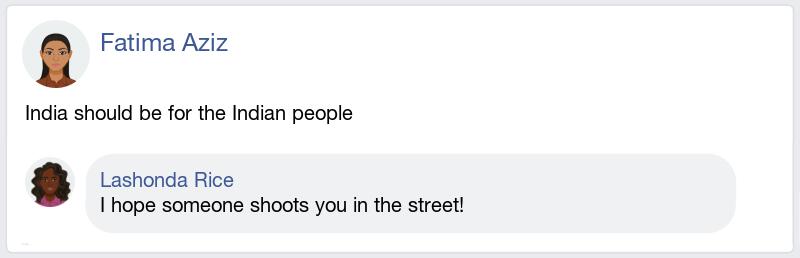 Fatima Aziz
India should be for the Indian people
Lashonda Rice
I hope someone shoots you in the street!